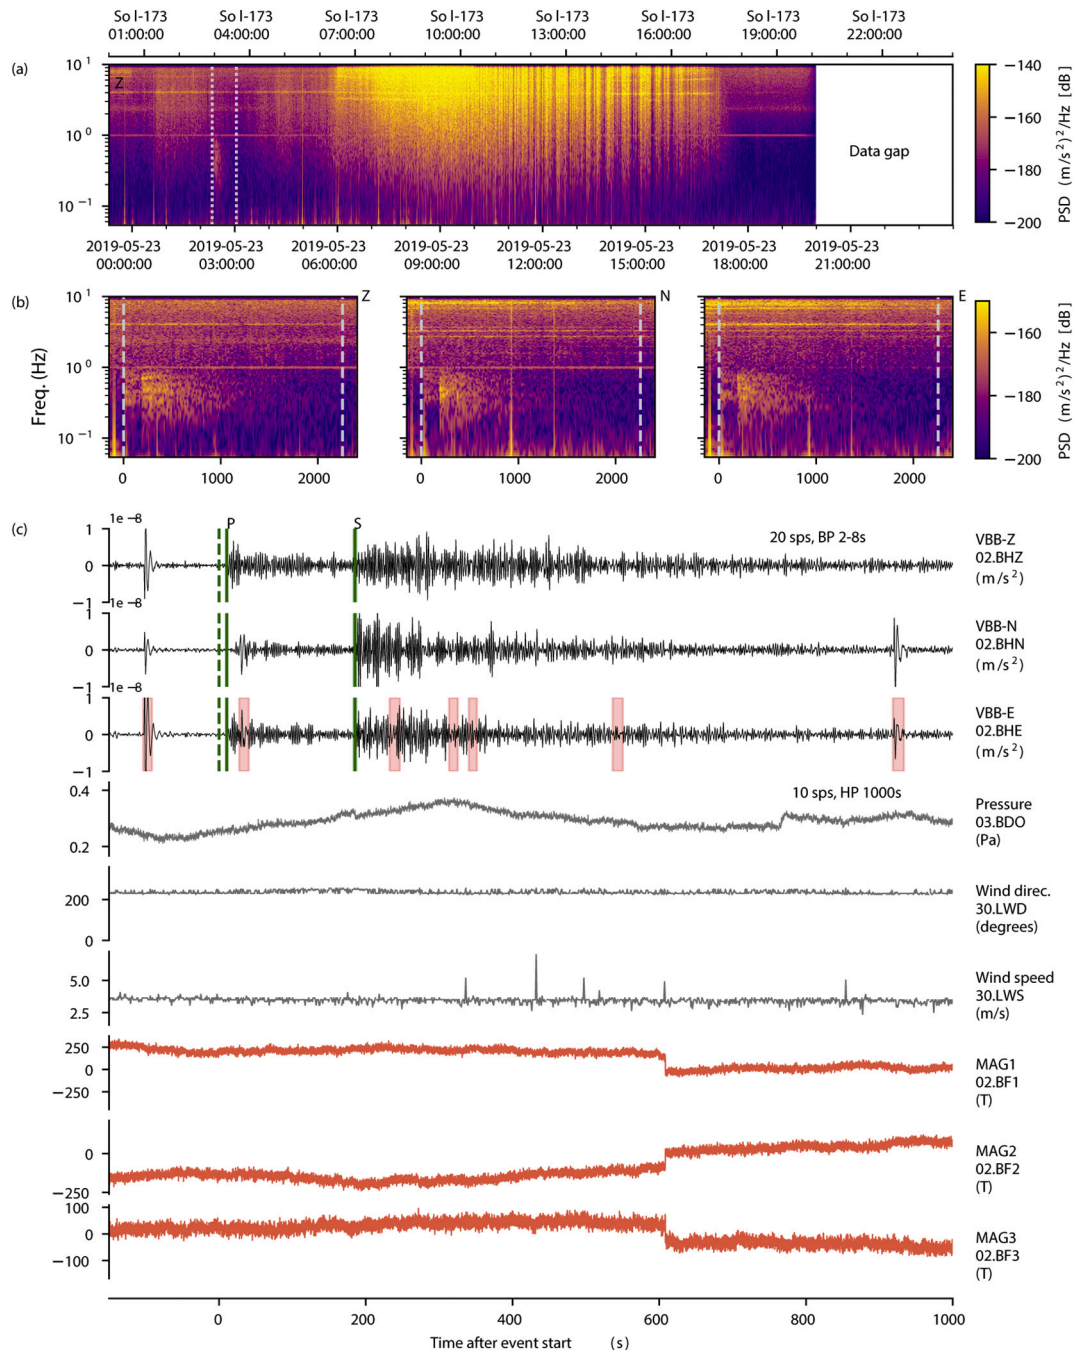 So l-173 So l-173 So l-173 So l-173 So l-173 So l-173 So l-173 So l-173
01:00:00 04:00:00 07:00:00 10:00:00 13:00:00 16:00:00 19:00:00 22:00:00
(a)
10¹
10⁰
10⁻¹
Z
Data gap
−140
−160
−180
−200
PSD (m/s²)²/Hz [dB]
2019-05-23 2019-05-23 2019-05-23 2019-05-23 2019-05-23 2019-05-23 2019-05-23 2019-05-23
00:00:00 03:00:00 06:00:00 09:00:00 12:00:00 15:00:00 18:00:00 21:00:00
(b)
Freq. (Hz)
10¹
10⁰
10⁻¹
Z
N
E
0 1000 2000
0 1000 2000
0 1000 2000
−160
−180
−200
PSD (m/s²)²/Hz [dB]
(c)
1e −8
1
0
−1
P
S
20 sps, BP 2-8s
VBB-Z
02.BHZ
(m/s²)
1e −8
1
0
−1
VBB-N
02.BHN
(m/s²)
1e −8
1
0
−1
VBB-E
02.BHE
(m/s²)
0.4
0.2
10 sps, HP 1000s
Pressure
03.BDO
(Pa)
200
0
Wind direc.
30.LWD
(degrees)
5.0
2.5
Wind speed
30.LWS
(m/s)
250
0
−250
MAG1
02.BF1
(T)
0
−250
MAG2
02.BF2
(T)
100
0
−100
MAG3
02.BF3
(T)
0 200 400 600 800 1000
Time after event start (s)